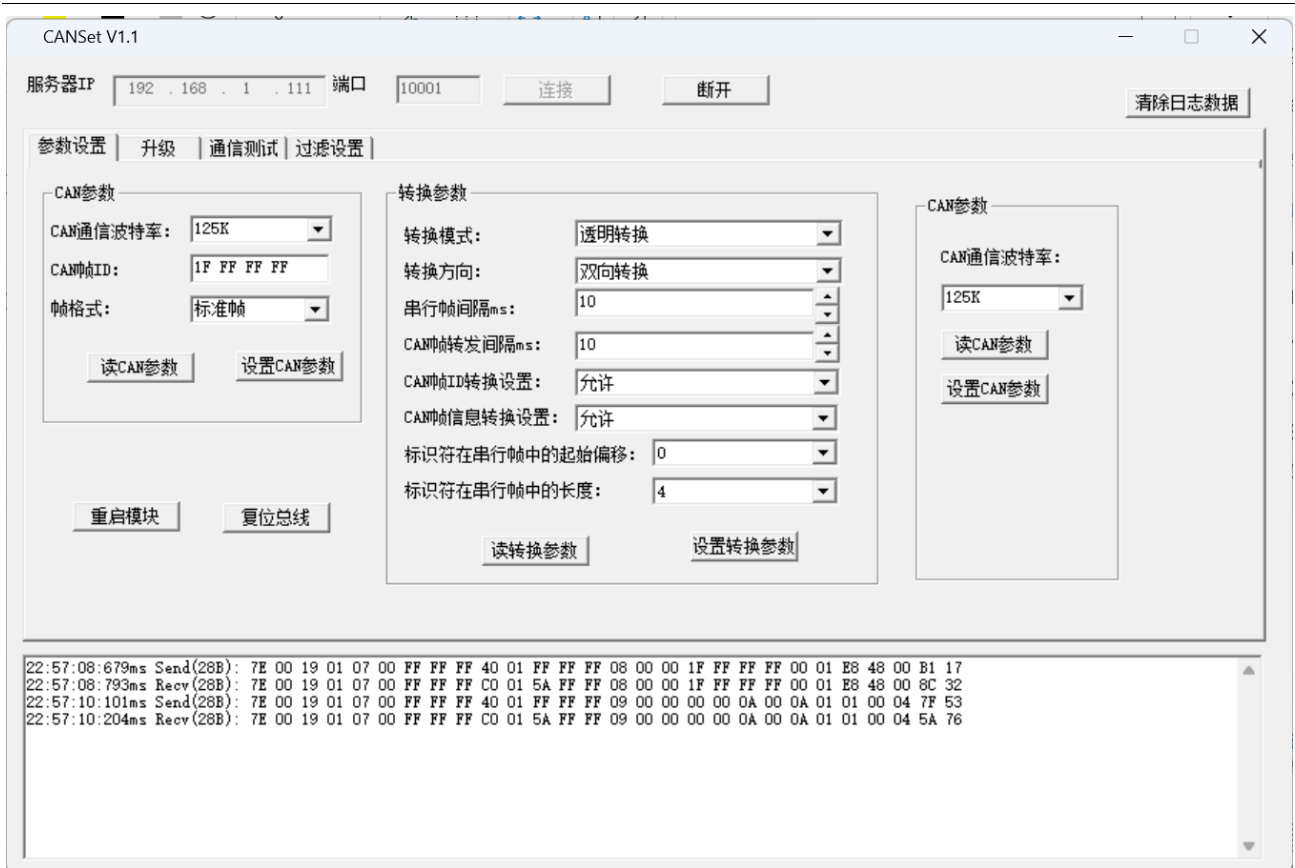 CANSet V1.1
服务器IP 192 . 168 . 1 . 111 端口 10001 连接 断开
清除日志数据
参数设置 升级 通信测试 过滤设置
CAN参数
CAN通信波特率: 125K
CAN帧ID: 1F FF FF FF
帧格式: 标准帧
读CAN参数 设置CAN参数
重启模块 复位总线
转换参数
转换模式: 透明转换
转换方向: 双向转换
串行帧间隔ms: 10
CAN帧转发间隔ms: 10
CAN帧ID转换设置: 允许
CAN帧信息转换设置: 允许
标识符在串行帧中的起始偏移: 0
标识符在串行帧中的长度: 4
读转换参数 设置转换参数
CAN参数
CAN通信波特率:
125K
读CAN参数
设置CAN参数
22:57:08:679ms Send(28B): 7E 00 19 01 07 00 FF FF FF 40 01 FF FF FF 08 00 00 1F FF FF FF 00 01 E8 48 00 B1 17
22:57:08:793ms Recv(28B): 7E 00 19 01 07 00 FF FF FF C0 01 5A FF FF 08 00 00 1F FF FF FF 00 01 E8 48 00 8C 32
22:57:10:101ms Send(28B): 7E 00 19 01 07 00 FF FF FF 40 01 FF FF FF 09 00 00 00 00 0A 00 0A 01 01 00 04 7F 53
22:57:10:204ms Recv(28B): 7E 00 19 01 07 00 FF FF FF C0 01 5A FF FF 09 00 00 00 00 0A 00 0A 01 01 00 04 5A 76